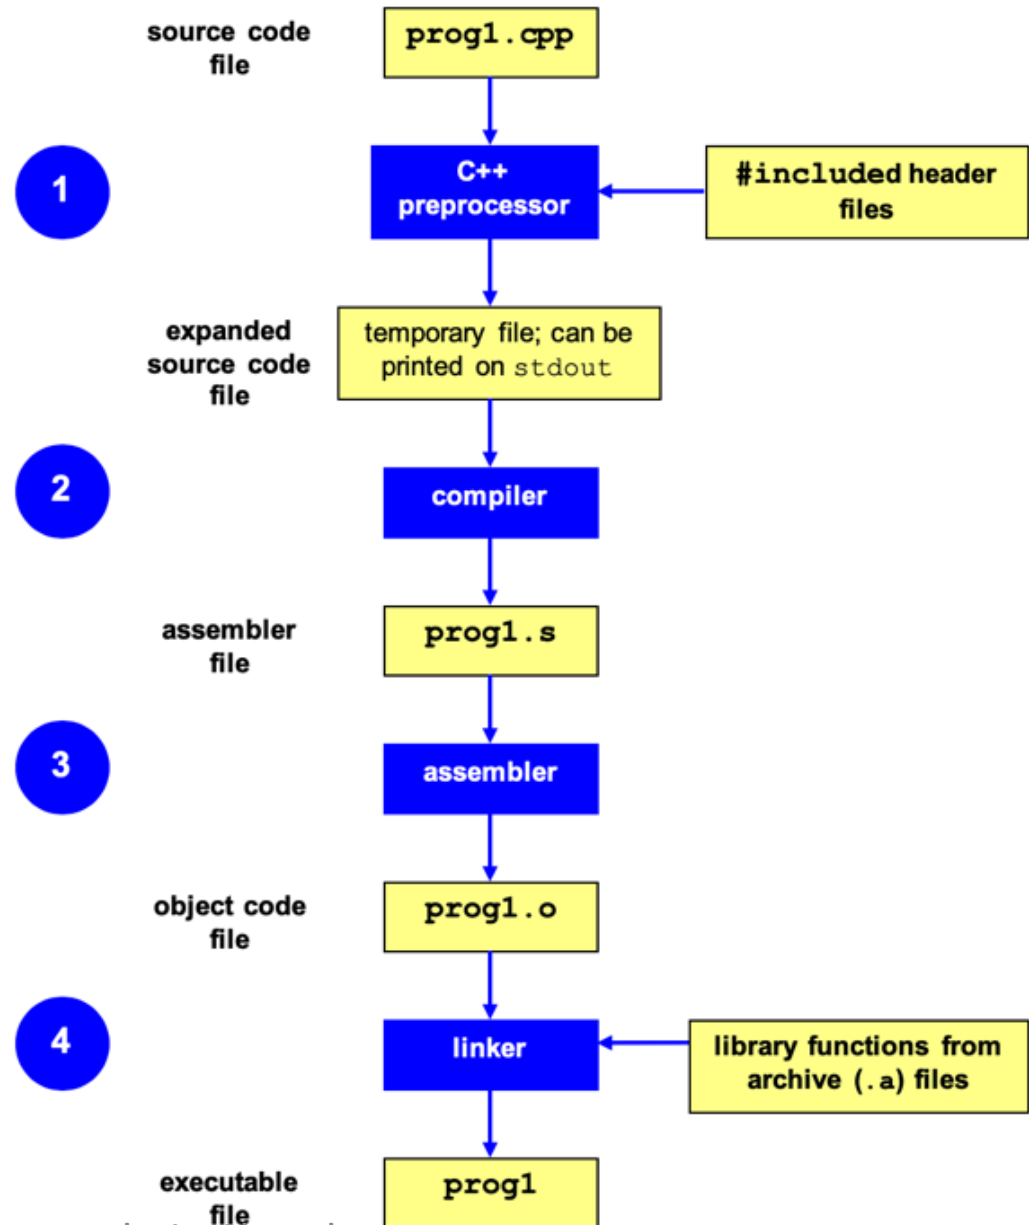 source code
file
prog1.cpp
1
C++
preprocessor
#included header
files
expanded
source code
file
temporary file; can be
printed on stdout
2
compiler
assembler
file
prog1.s
3
assembler
object code
file
prog1.o
4
linker
library functions from
archive (.a) files
executable
file
prog1